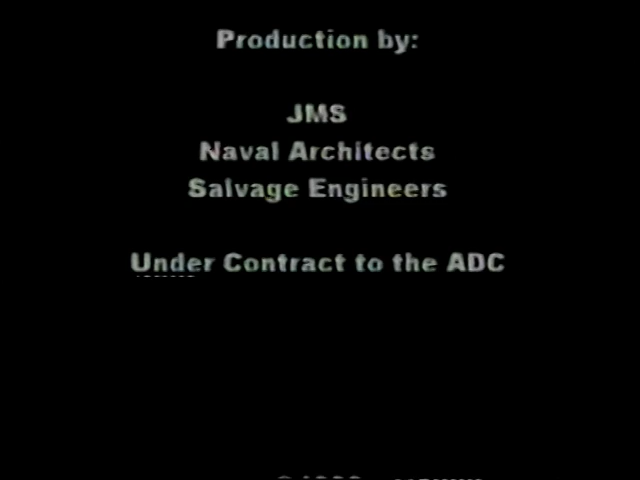 Production by:
JMS
Naval Architects
Salvage Engineers
Under Contract to the ADC